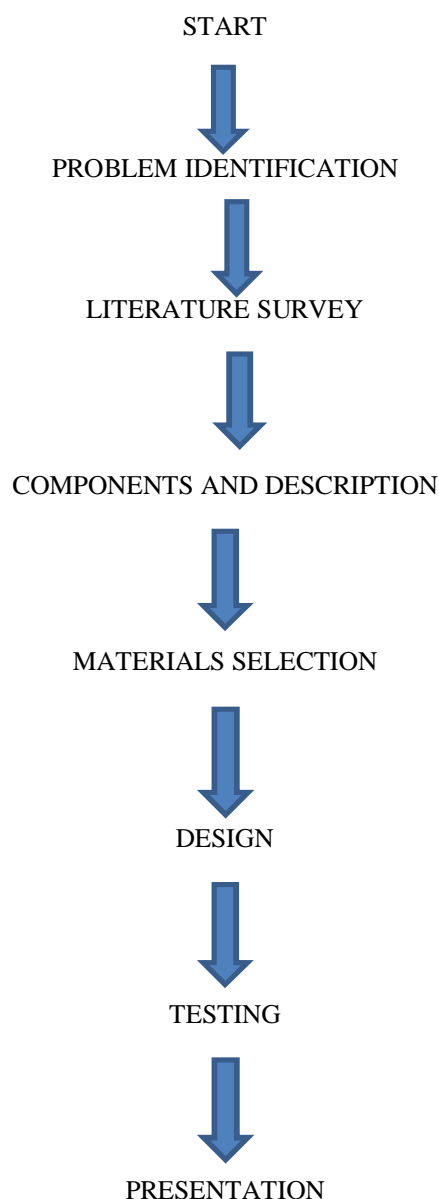 START
PROBLEM IDENTIFICATION
LITERATURE SURVEY
COMPONENTS AND DESCRIPTION
MATERIALS SELECTION
DESIGN
TESTING
PRESENTATION